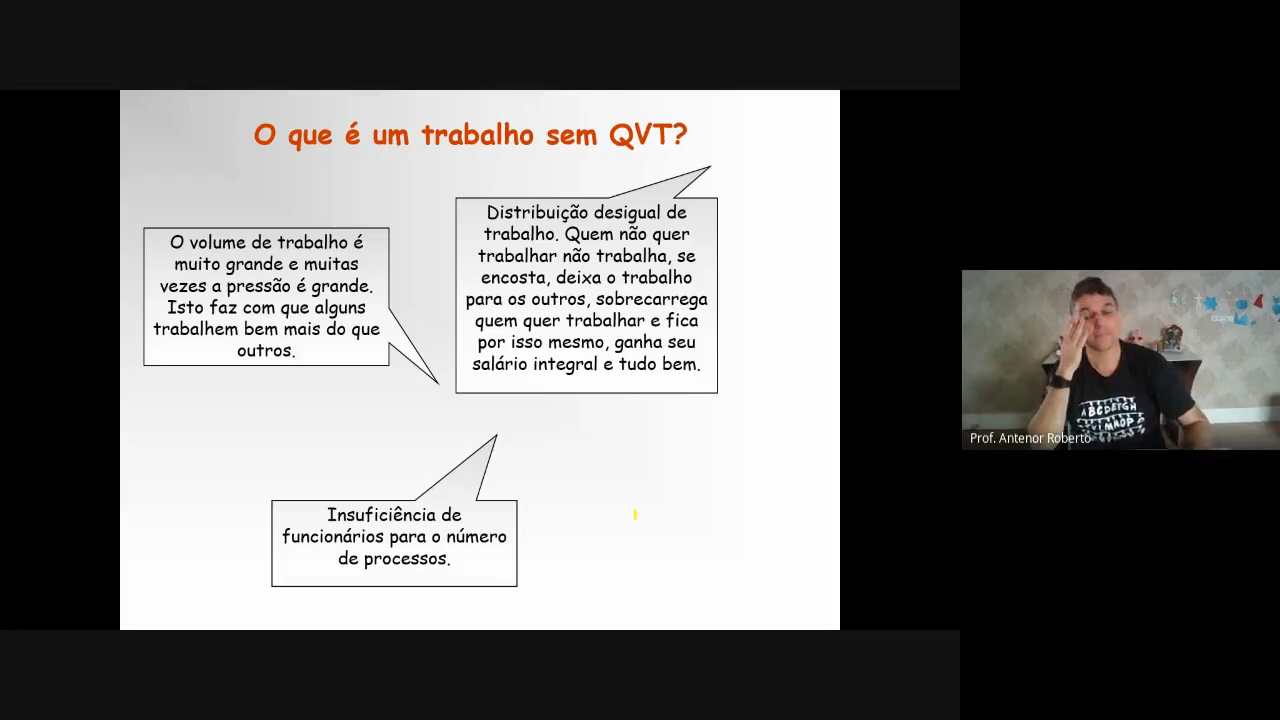 O que é um trabalho sem QVT?
O volume de trabalho é
muito grande e muitas
vezes a pressão é grande.
Isto faz com que alguns
trabalhem bem mais do que
outros.
Distribuição desigual de
trabalho. Quem não quer
trabalhar não trabalha, se
encosta, deixa o trabalho
para os outros, sobrecarrega
quem quer trabalhar e fica
por isso mesmo, ganha seu
salário integral e tudo bem.
Insuficiência de
funcionários para o número
de processos.
ABCDEFGH
Prof. Antenor Roberto